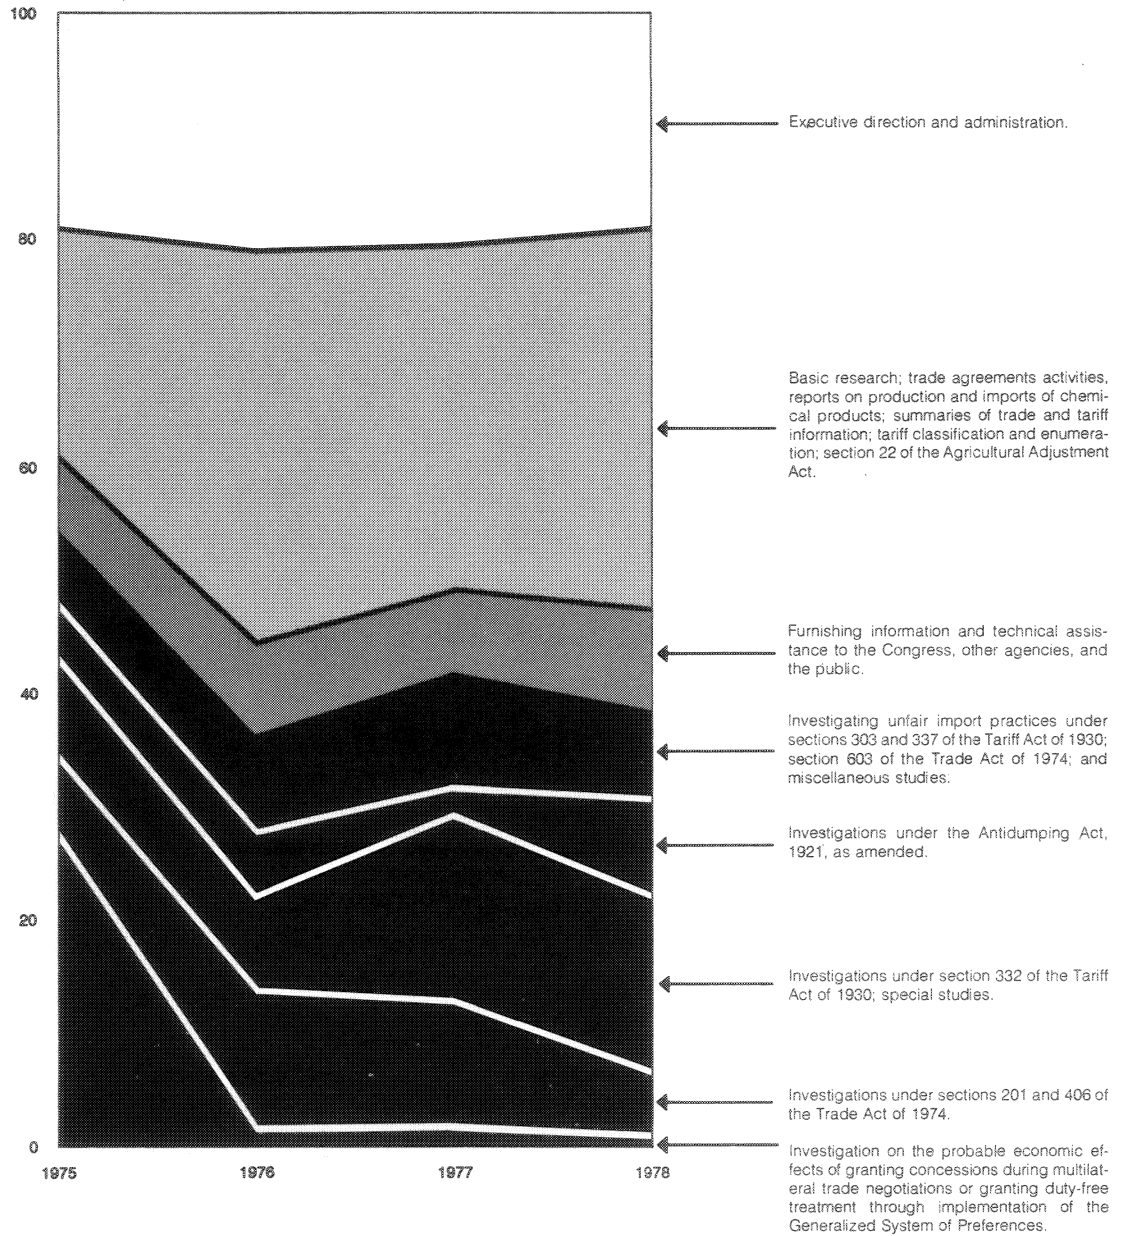 100
Executive direction and administration.
80
Basic research; trade agreements activities,
reports on production and imports of chemi-
cal products; summaries of trade and tariff
information; tariff classification and enumera-
tion; section 22 of the Agricultural Adjustment
Act.
60
Furnishing information and technical assis-
tance to the Congress, other agencies, and
the public.
40
Investigating unfair import practices under
sections 303 and 337 of the Tariff Act of 1930;
section 603 of the Trade Act of 1974; and
miscellaneous studies.
Investigations under the Antidumping Act,
1921, as amended.
20
Investigations under section 332 of the Tariff
Act of 1930; special studies.
Investigations under sections 201 and 406 of
the Trade Act of 1974.
0
Investigation on the probable economic ef-
fects of granting concessions during multilat-
eral trade negotiations or granting duty-free
treatment through implementation of the
Generalized System of Preferences.
1975 1976 1977 1978